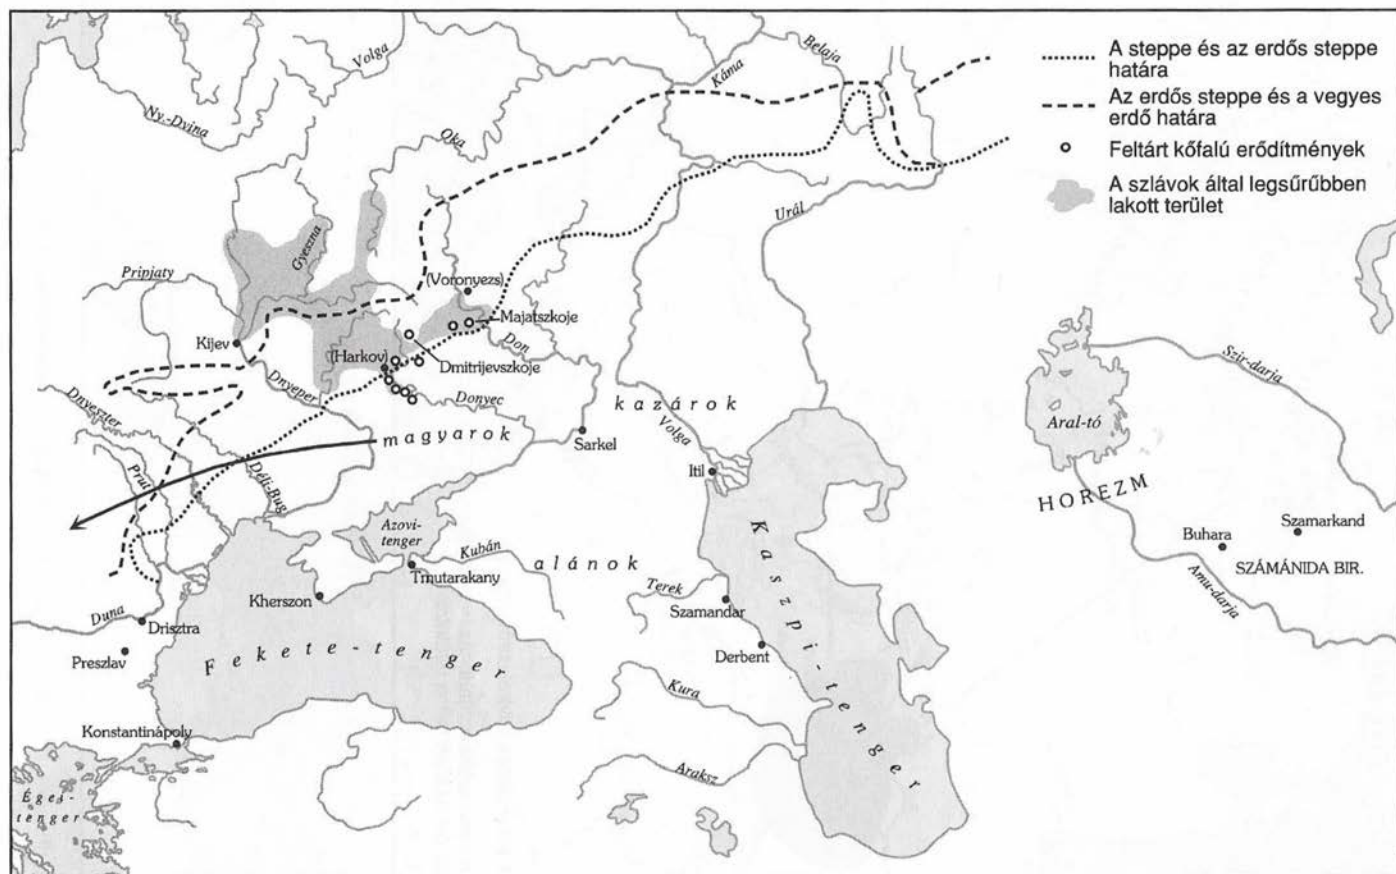 A steppe és az erdős steppe
határa
Az erdős steppe és a vegyes
erdő határa
Feltárt kőfalú erődítmények
A szlávok által legsűrűbben
lakott terület
Volga
Ny.-Dvina
Oka
Káma
Belaja
Urál
Gyeszna
Pripjaty
(Voronyezs)
Majatszkoje
Don
Kijev
(Harkov)
Dmitrijevszkoje
Dnyeper
Donyec
Dnyeszter
magyarok
kazárok
Volga
Sarkel
Itil
Prut
Déli-Bug
Azovi-
tenger
Kubán
alánok
Tmutarakany
Kherszon
Terek
Szamandar
Derbent
Duna
Drisztra
Preszlav
Fekete-tenger
Kaszpi-tenger
Kura
Araksz
Konstantinápoly
Égei-
tenger
Szir-darja
Aral-tó
HOREZM
Buhara
Szamarkand
SZÁMÁNIDA BIR.
Amu-darja